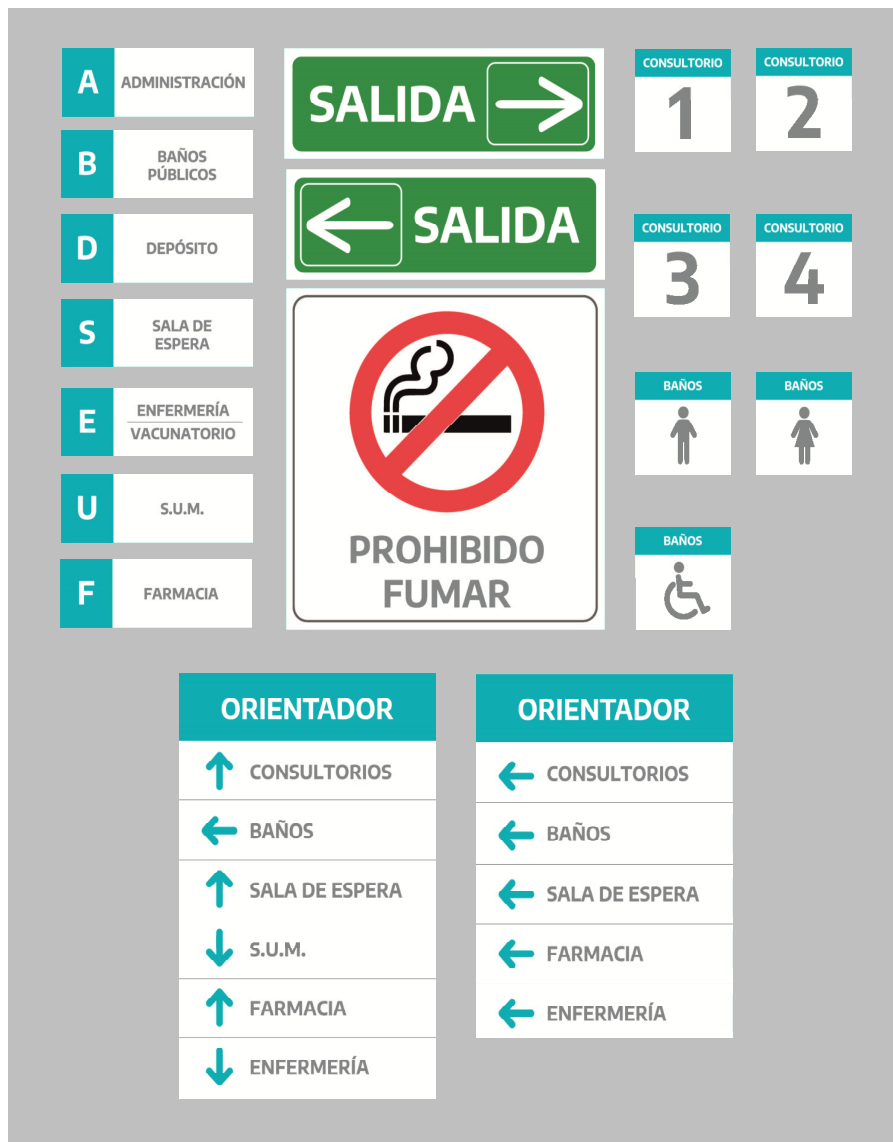 A
ADMINISTRACIÓN
B
BAÑOS
PÚBLICOS
D
DEPÓSITO
S
SALA DE
ESPERA
E
ENFERMERÍA
VACUNATORIO
U
S.U.M.
F
FARMACIA
SALIDA
SALIDA
PROHIBIDO
FUMAR
CONSULTORIO
1
CONSULTORIO
2
CONSULTORIO
3
CONSULTORIO
4
BAÑOS
BAÑOS
BAÑOS
ORIENTADOR
CONSULTORIOS
BAÑOS
SALA DE ESPERA
S.U.M.
FARMACIA
ENFERMERÍA
ORIENTADOR
CONSULTORIOS
BAÑOS
SALA DE ESPERA
FARMACIA
ENFERMERÍA